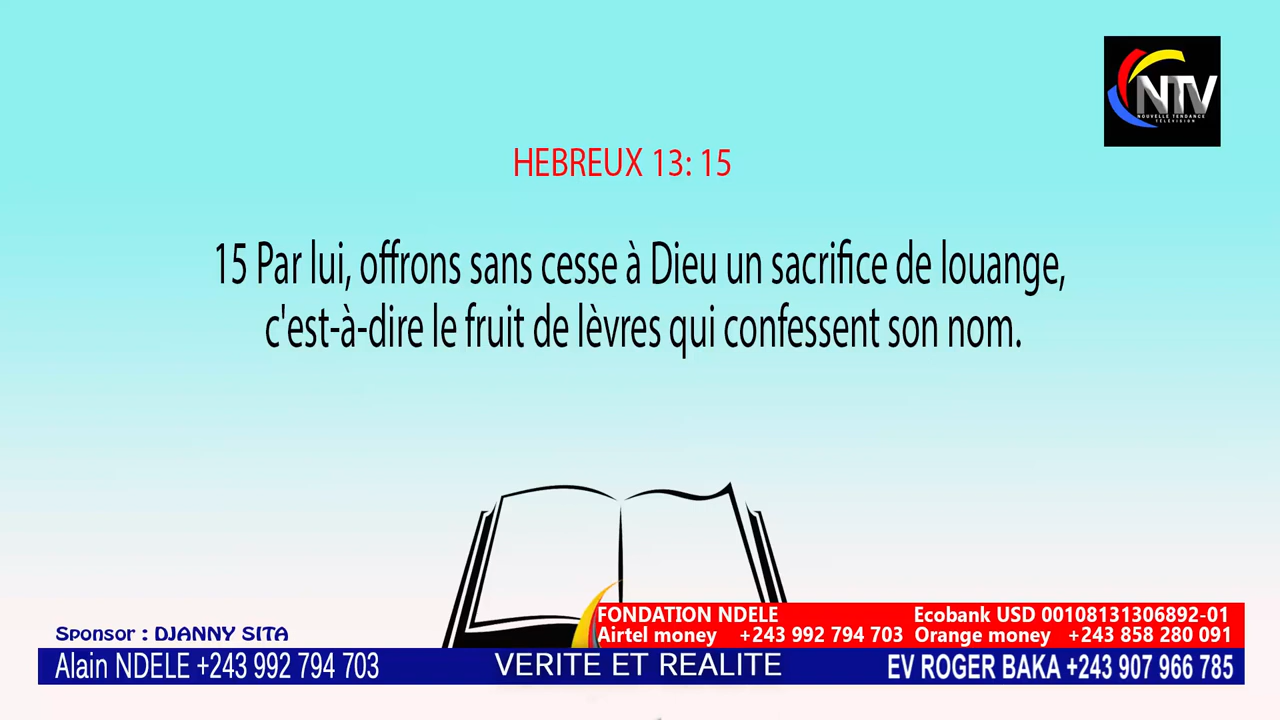 NTV
NOUVELLE TENDANCE
TÉLÉVISION
HEBREUX 13: 15
15 Par lui, offrons sans cesse à Dieu un sacrifice de louange,
c'est-à-dire le fruit de lèvres qui confessent son nom.
FONDATION NDELE Ecobank USD 00108131306892-01
Airtel money +243 992 794 703 Orange money +243 858 280 091
Sponsor : DJANNY SITA
Alain NDELE +243 992 794 703 VERITE ET REALITE EV ROGER BAKA +243 907 966 785